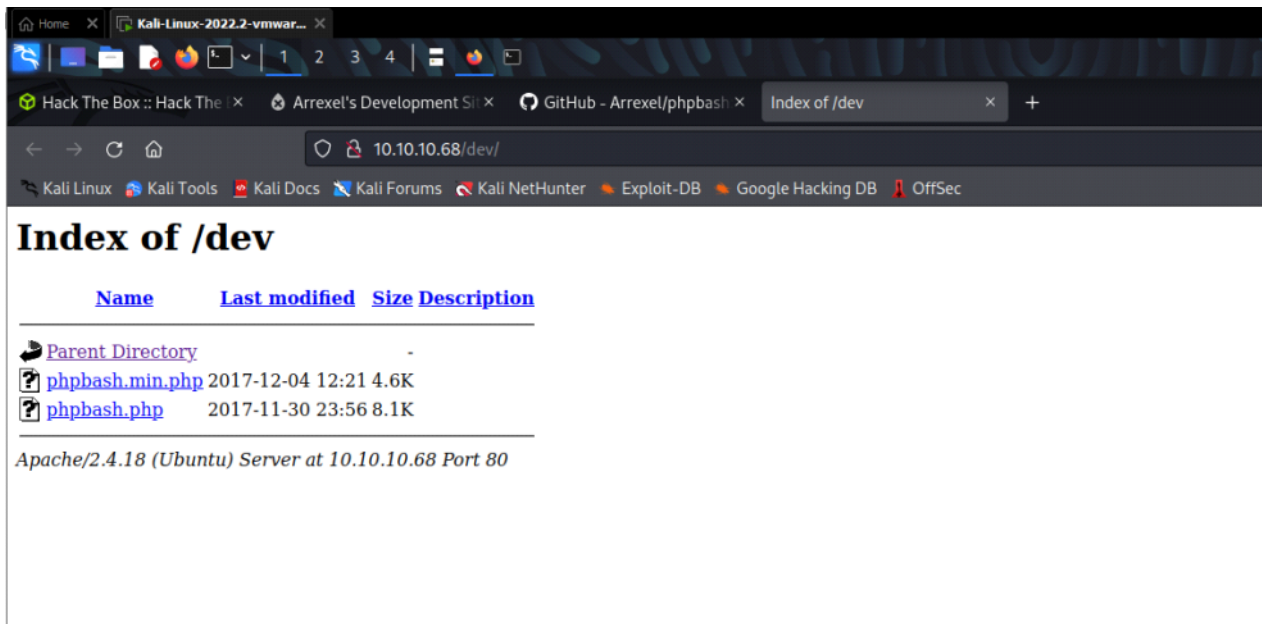 Home
Kali-Linux-2022.2-vmwar...
1 2 3 4
Hack The Box :: Hack The
Arrexel's Development Sit
GitHub - Arrexel/phpbash
Index of /dev
10.10.10.68/dev/
Kali Linux Kali Tools Kali Docs Kali Forums Kali NetHunter Exploit-DB Google Hacking DB OffSec
Index of /dev
Name Last modified Size Description
Parent Directory -
phpbash.min.php 2017-12-04 12:21 4.6K
phpbash.php 2017-11-30 23:56 8.1K
Apache/2.4.18 (Ubuntu) Server at 10.10.10.68 Port 80